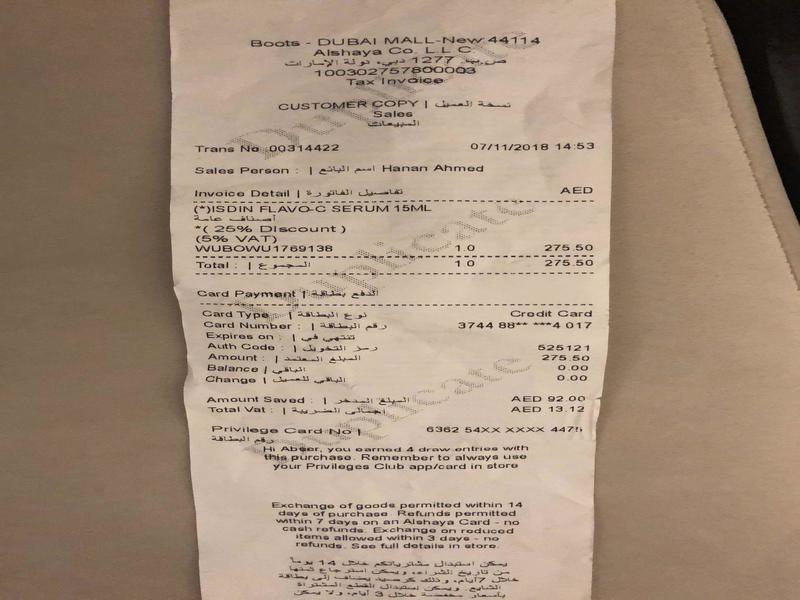 Boots - DUBAI MALL-New 44114
Alshaya Co. L.L.C
ص.ب: 1277 دبي، دولة الإمارات
100302757800003
Tax Invoice
CUSTOMER COPY | نسخة العميل
Sales
المبيعات
Trans No :00314422 07/11/2018 14:53
Sales Person : | اسم البائع Hanan Ahmed
Invoice Detail | تفاصيل الفاتورة AED
(*)ISDIN FLAVO-C SERUM 15ML
أصناف عامة
*( 25% Discount )
(5% VAT)
WUBOWU1769138 1.0 275.50
Total : | المجموع 1.0 275.50
Card Payment | الدفع بطاقة
Card Type | نوع البطاقة Credit Card
Card Number : | رقم البطاقة 3744 88** ***4 017
Expires on : | تنتهي في
Auth Code : | رمز التخويل 525121
Amount : | المبلغ المعتمد 275.50
Balance | الباقي 0.00
Change | الباقي للعميل 0.00
Amount Saved : | المبلغ المدخر AED 92.00
Total Vat : | إجمالي الضريبة AED 13.12
Privilege Card No | 6362 54XX XXXX 4475
رقم البطاقة
Hi Abeer, you earned 4 draw entries with
this purchase. Remember to always use
your Privileges Club app/card in store
Exchange of goods permitted within 14
days of purchase. Refunds permitted
within 7 days on an Alshaya Card - no
cash refunds. Exchange on reduced
items allowed within 3 days - no
refunds. See full details in store.
يمكن استبدال مشترياتكم خلال 14 يوماً
من تاريخ الشراء، ويمكن استرجاع ثمنها
خلال 7أيام، وذلك كرصيد يضاف إلى بطاقة
الشايع. ويمكن استبدال القطع المشتراة
بأسعار مخفضة خلال 3 أيام، ولا يمكن
Duplicate
Duplicate
Duplicate